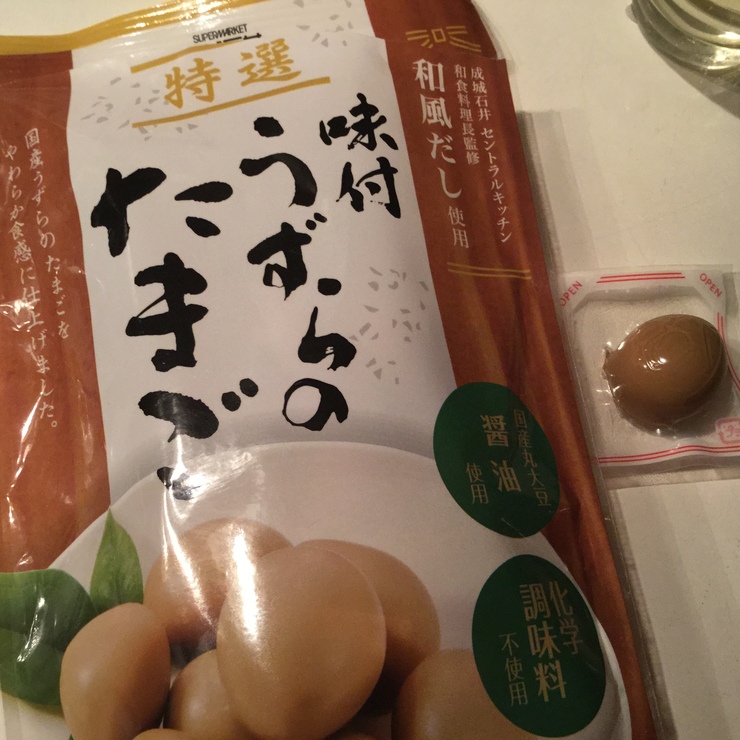 SUPERMARKET
特選
和風だし使用
成城石井 セントラルキッチン
和食料理長監修
味付
うずらの
たまご
国産うずらのたまごを
やわらか食感に仕上げました。
国産丸大豆
醤油
使用
化学
調味料
不使用
OPEN
OPEN